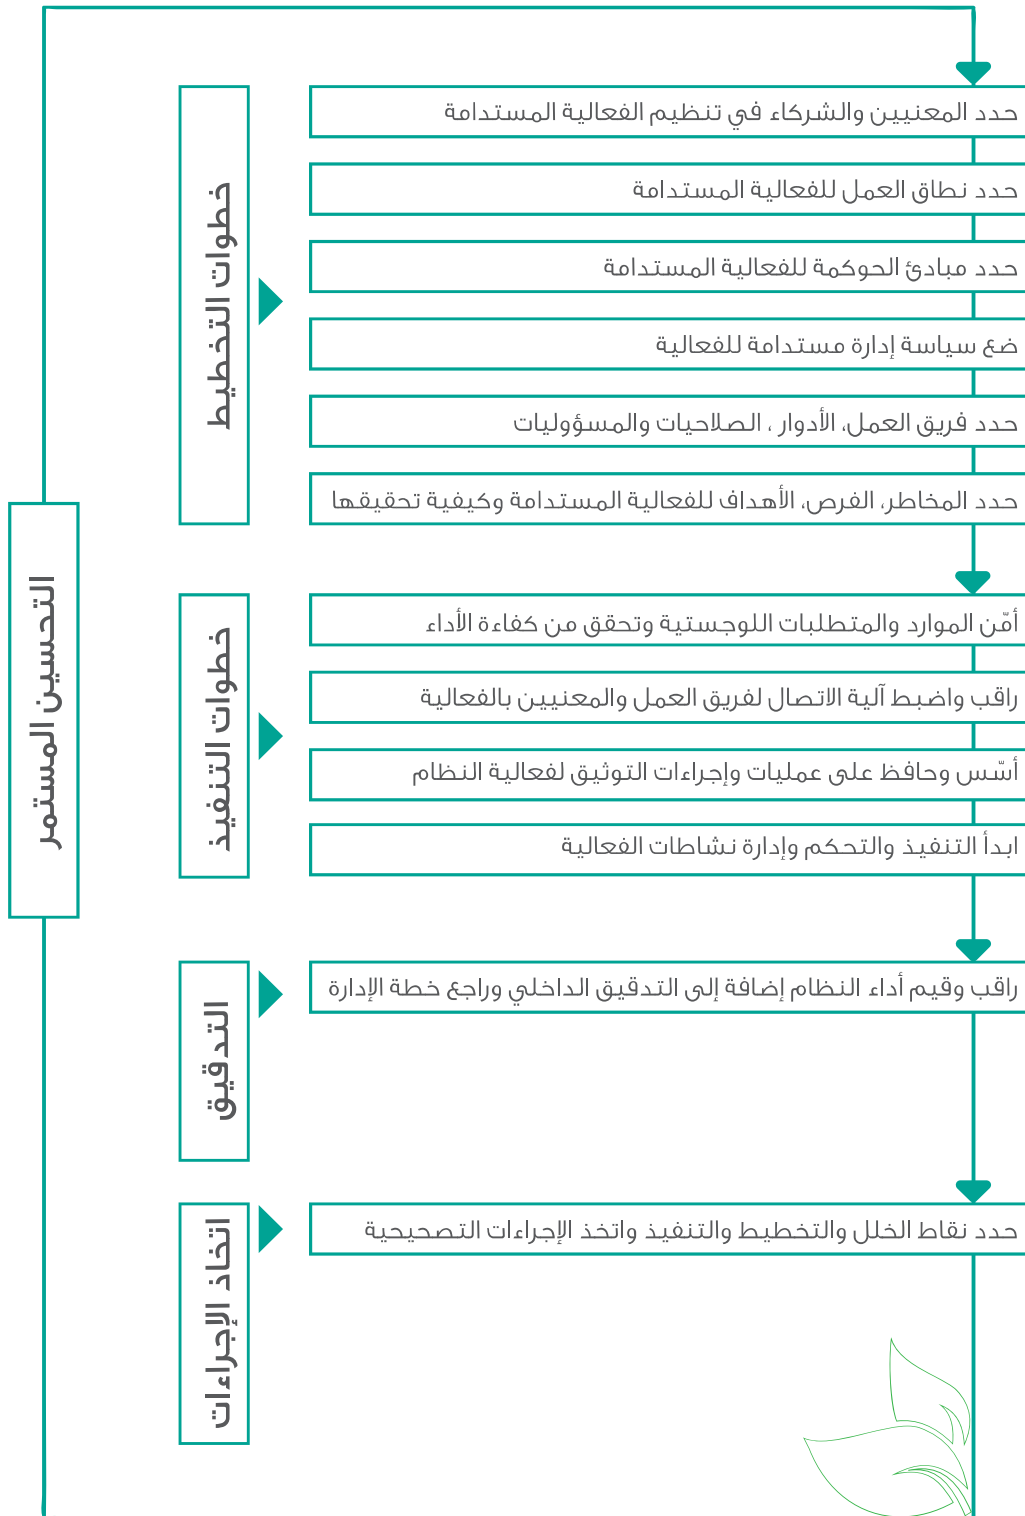 خطوات التخطيط
حدد المعنيين والشركاء في تنظيم الفعالية المستدامة
حدد نطاق العمل للفعالية المستدامة
حدد مبادئ الحوكمة للفعالية المستدامة
ضع سياسة إدارة مستدامة للفعالية
حدد فريق العمل، الأدوار ، الصلاحيات والمسؤوليات
حدد المخاطر، الفرص، الأهداف للفعالية المستدامة وكيفية تحقيقها
خطوات التنفيذ
أمّن الموارد والمتطلبات اللوجستية وتحقق من كفاءة الأداء
راقب واضبط آلية الاتصال لفريق العمل والمعنيين بالفعالية
أسّس وحافظ على عمليات وإجراءات التوثيق لفعالية النظام
ابدأ التنفيذ والتحكم وإدارة نشاطات الفعالية
التدقيق
راقب وقيم أداء النظام إضافة إلى التدقيق الداخلي وراجع خطة الإدارة
اتخاذ الإجراءات
حدد نقاط الخلل والتخطيط والتنفيذ واتخذ الإجراءات التصحيحية
التحسين المستمر